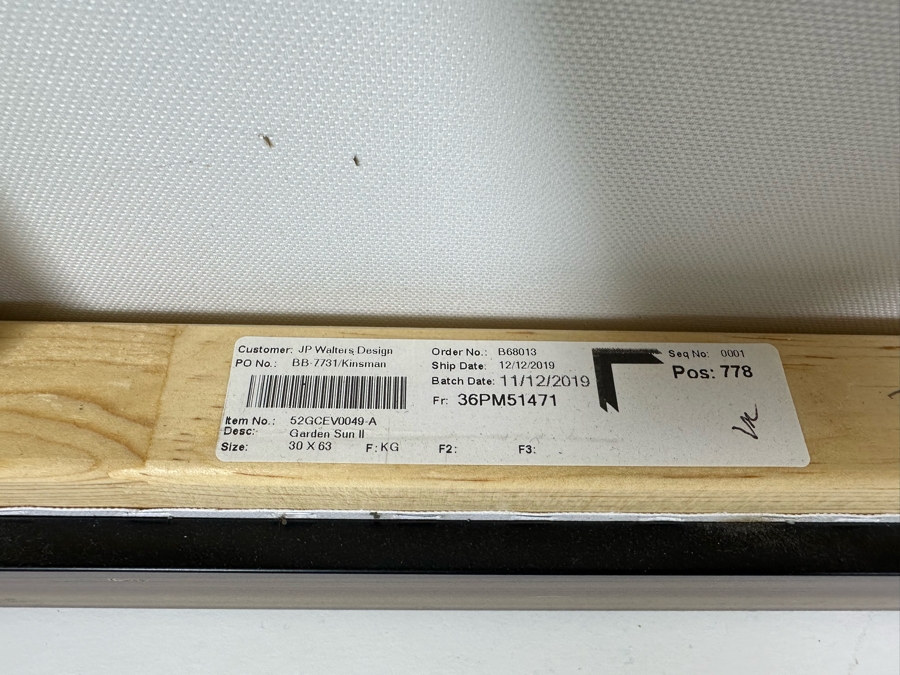 Customer: JP Walters Design
PO No.: BB-7731/Kinsman
Item No.: 52GCEV0049-A
Desc: Garden Sun II
Size: 30 X 63 F: KG F2: F3:
Order No.: B68013
Ship Date: 12/12/2019
Batch Date: 11/12/2019
Fr: 36PM51471
Seq No: 0001
Pos: 778